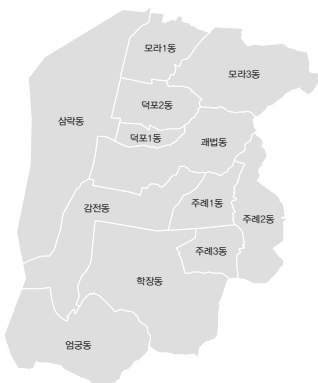 모라1동
모라3동
덕포2동
삼락동
덕포1동
괘법동
주례1동
감전동
주례2동
주례3동
학장동
엄궁동